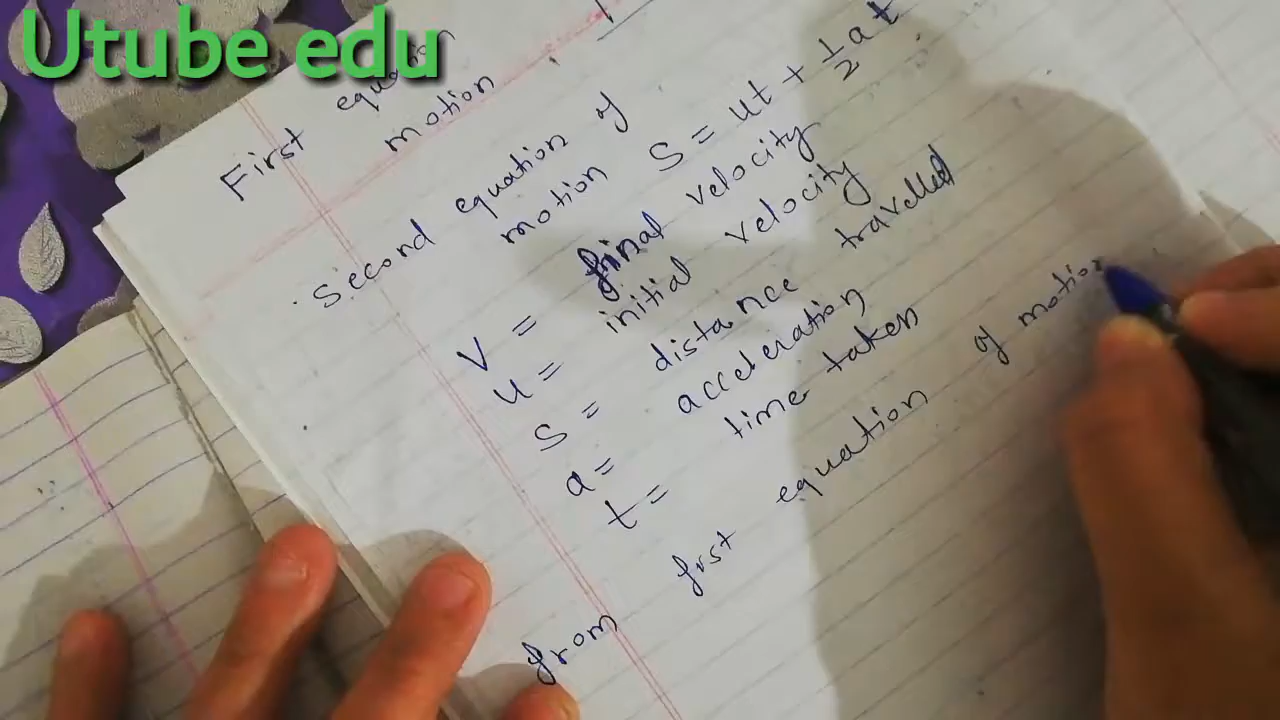 Utube edu
First equation
motion
second equation of
motion S = ut + 1/2 at
V = final velocity
u = initial velocity
S = distance travelled
a = acceleration
t = time taken
from frst equation of motion